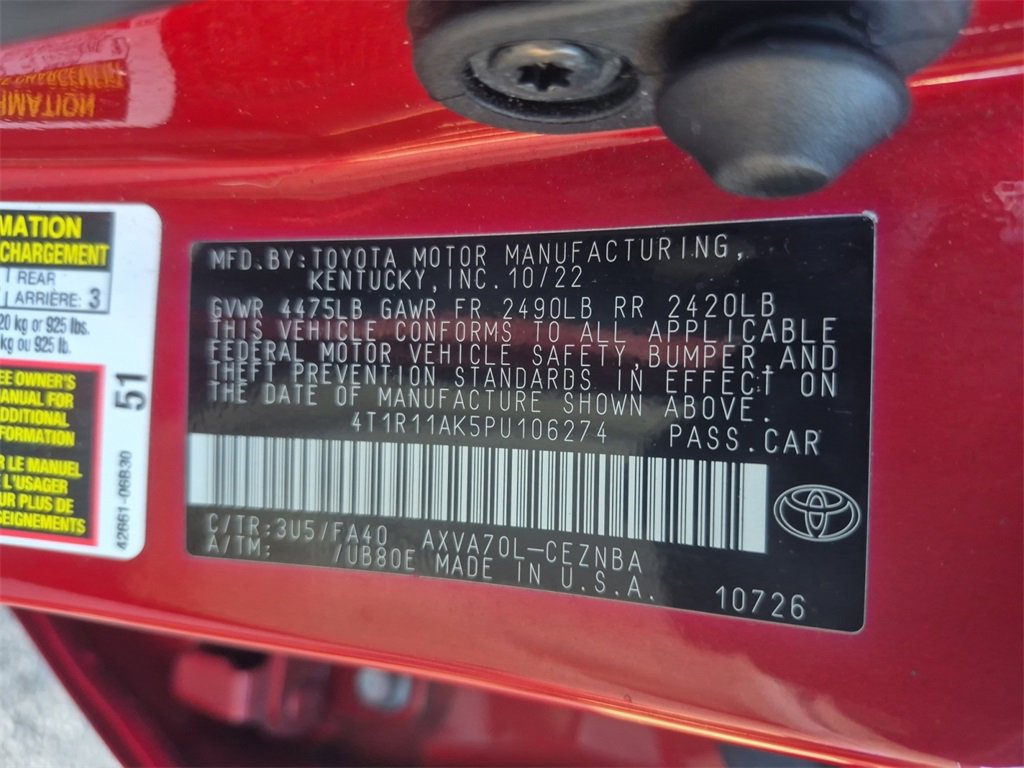 MATION
CHARGEMENT
REAR
ARRIÈRE: 3
20 kg or 925 lbs.
kg ou 925 lb.
EE OWNER'S
MANUAL FOR
ADDITIONAL
NFORMATION
R LE MANUEL
E L'USAGER
UR PLUS DE
SEIGNEMENTS
51
42661-06B30
MFD.BY:TOYOTA MOTOR MANUFACTURING,
KENTUCKY,INC.10/22
GVWR 4475LB GAWR FR 2490LB RR 2420LB
THIS VEHICLE CONFORMS TO ALL APPLICABLE
FEDERAL MOTOR VEHICLE SAFETY,BUMPER,AND
THEFT PREVENTION STANDARDS IN EFFECT ON
THE DATE OF MANUFACTURE SHOWN ABOVE.
4T1R11AK5PU106274 PASS.CAR
C/TR:3U5/FA40 AXVA70L-CEZNBA
A/TM: /UB80E MADE IN U.S.A.
10726